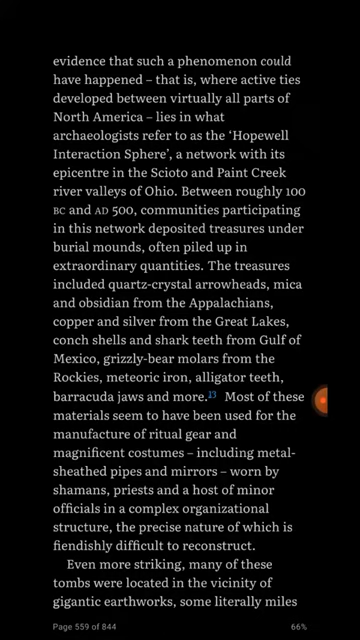 evidence that such a phenomenon could
have happened – that is, where active ties
developed between virtually all parts of
North America – lies in what
archaeologists refer to as the ‘Hopewell
Interaction Sphere’, a network with its
epicentre in the Scioto and Paint Creek
river valleys of Ohio. Between roughly 100
BC and AD 500, communities participating
in this network deposited treasures under
burial mounds, often piled up in
extraordinary quantities. The treasures
included quartz-crystal arrowheads, mica
and obsidian from the Appalachians,
copper and silver from the Great Lakes,
conch shells and shark teeth from Gulf of
Mexico, grizzly-bear molars from the
Rockies, meteoric iron, alligator teeth,
barracuda jaws and more.13 Most of these
materials seem to have been used for the
manufacture of ritual gear and
magnificent costumes – including metal-
sheathed pipes and mirrors – worn by
shamans, priests and a host of minor
officials in a complex organizational
structure, the precise nature of which is
fiendishly difficult to reconstruct.
Even more striking, many of these
tombs were located in the vicinity of
gigantic earthworks, some literally miles
Page 559 of 844 66%